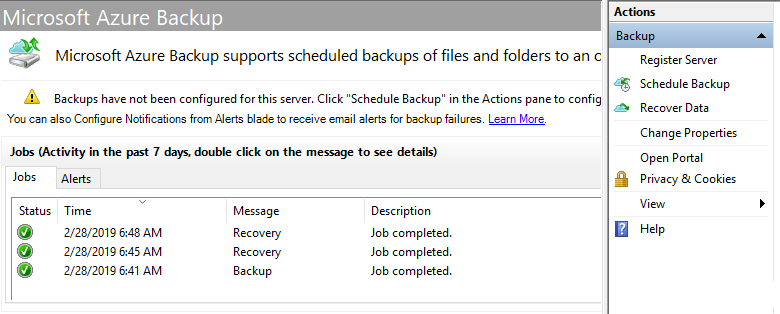 Microsoft Azure Backup
Microsoft Azure Backup supports scheduled backups of files and folders to an o
Backups have not been configured for this server. Click "Schedule Backup" in the Actions pane to config
You can also Configure Notifications from Alerts blade to receive email alerts for backup failures. Learn More.
Jobs (Activity in the past 7 days, double click on the message to see details)
Jobs Alerts
Status Time Message Description
2/28/2019 6:48 AM Recovery Job completed.
2/28/2019 6:45 AM Recovery Job completed.
2/28/2019 6:41 AM Backup Job completed.
Actions
Backup
Register Server
Schedule Backup
Recover Data
Change Properties
Open Portal
Privacy & Cookies
View
Help